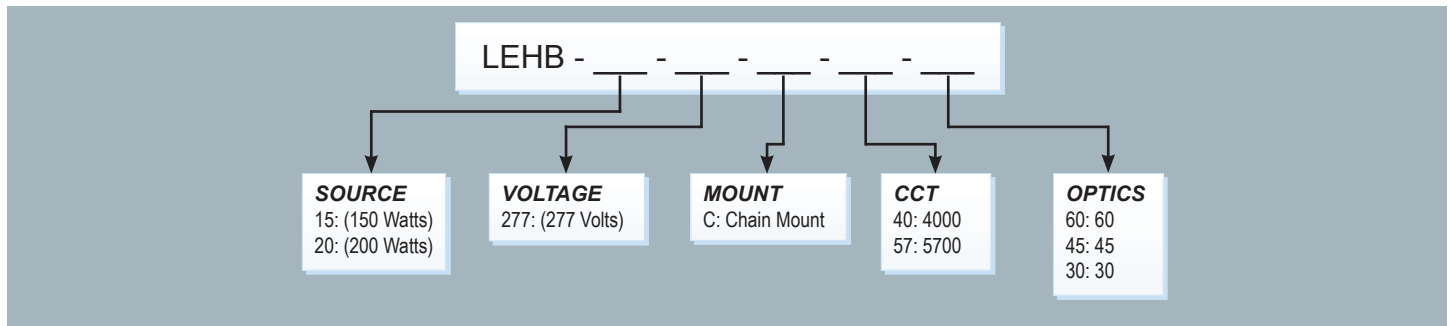 LEHB - ___ - ___ - ___ - ___ - ___
SOURCE
15: (150 Watts)
20: (200 Watts)
VOLTAGE
277: (277 Volts)
MOUNT
C: Chain Mount
CCT
40: 4000
57: 5700
OPTICS
60: 60
45: 45
30: 30